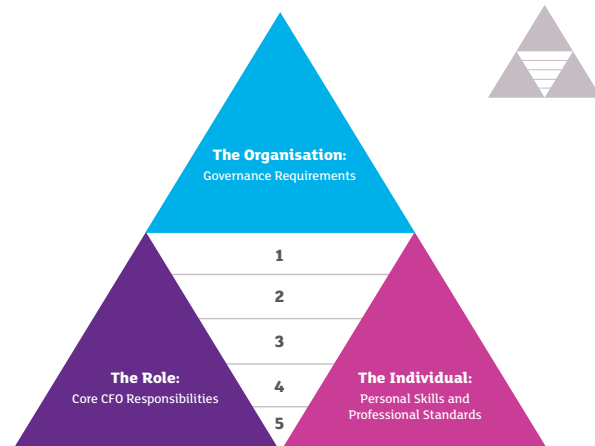 The Organisation:
Governance Requirements
1
2
3
4
5
The Role:
Core CFO Responsibilities
The Individual:
Personal Skills and
Professional Standards